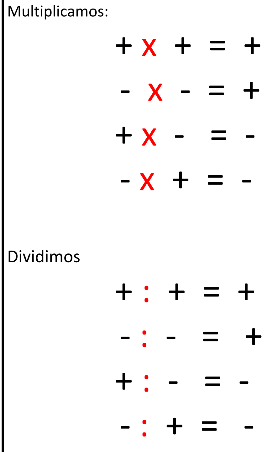 Multiplicamos:
+ x + = +
- x - = +
+ x - = -
- x + = -
Dividimos
+ : + = +
- : - = +
+ : - = -
- : + = -